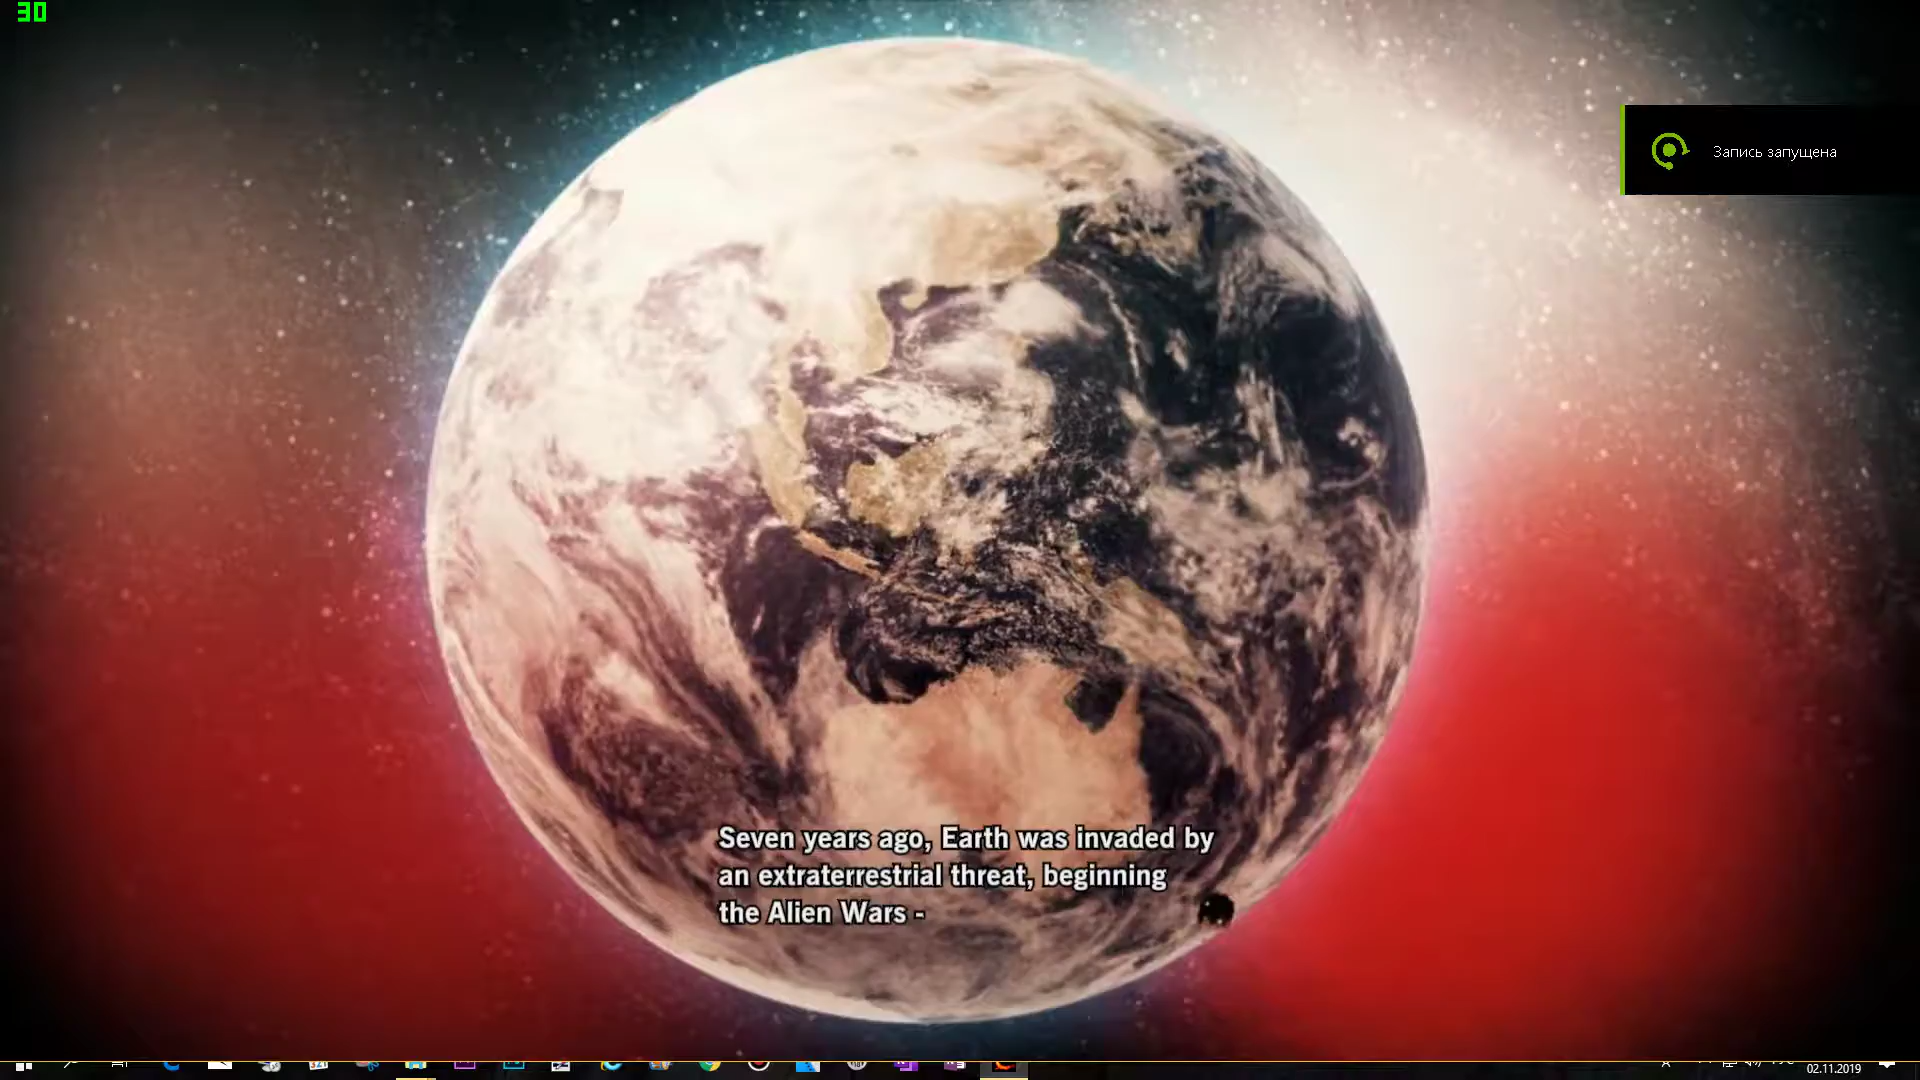 30
Запись запущена
Seven years ago, Earth was invaded by
an extraterrestrial threat, beginning
the Alien Wars -
02.11.2019